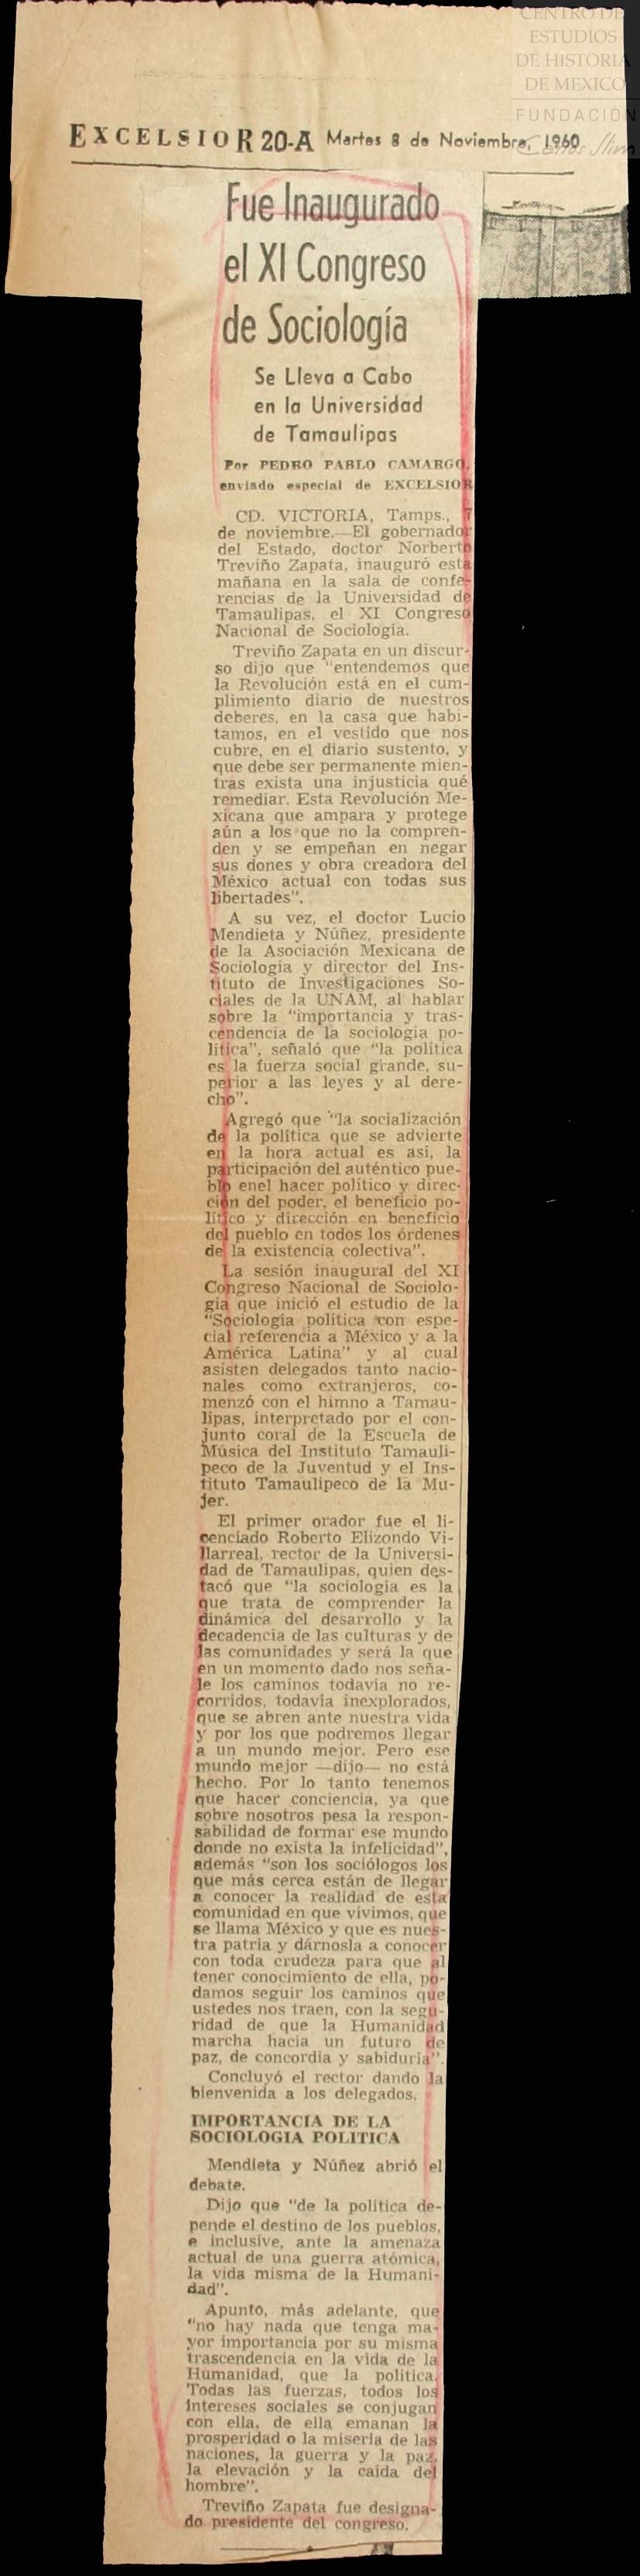 CENTRO DE
ESTUDIOS
DE HISTORIA
DE MEXICO
FUNDACIÓN
Carlos Slim
EXCELSIOR 20-A Martes 8 de Noviembre, 1960
Fue Inaugurado
el XI Congreso
de Sociología
Se Lleva a Cabo
en la Universidad
de Tamaulipas
Por PEDRO PABLO CAMARGO,
enviado especial de EXCELSIOR
CD. VICTORIA, Tamps., 7
de noviembre.—El gobernador
del Estado, doctor Norberto
Treviño Zapata, inauguró esta
mañana en la sala de confe-
rencias de la Universidad de
Tamaulipas, el XI Congreso
Nacional de Sociología.
Treviño Zapata en un discur-
so dijo que "entendemos que
la Revolución está en el cum-
plimiento diario de nuestros
deberes, en la casa que habi-
tamos, en el vestido que nos
cubre, en el diario sustento, y
que debe ser permanente mien-
tras exista una injusticia qué
remediar. Esta Revolución Me-
xicana que ampara y protege
aún a los que no la compren-
den y se empeñan en negar
sus dones y obra creadora del
México actual con todas sus
libertades".
A su vez, el doctor Lucio
Mendieta y Núñez, presidente
de la Asociación Mexicana de
Sociología y director del Ins-
tituto de Investigaciones So-
ciales de la UNAM, al hablar
sobre la "importancia y tras-
cendencia de la sociología po-
lítica", señaló que "la política
es la fuerza social grande, su-
perior a las leyes y al dere-
cho".
Agregó que "la socialización
de la política que se advierte
en la hora actual es así, la
participación del auténtico pue-
blo enel hacer político y direc-
ción del poder, el beneficio po-
lítico y dirección en beneficio
del pueblo en todos los órdenes
de la existencia colectiva".
La sesión inaugural del XI
Congreso Nacional de Sociolo-
gía que inició el estudio de la
"Sociología política con espe-
cial referencia a México y a la
América Latina" y al cual
asisten delegados tanto nacio-
nales como extranjeros, co-
menzó con el himno a Tamau-
lipas, interpretado por el con-
junto coral de la Escuela de
Música del Instituto Tamauli-
peco de la Juventud y el Ins-
tituto Tamaulipeco de la Mu-
jer.
El primer orador fue el li-
cenciado Roberto Elizondo Vi-
llarreal, rector de la Universi-
dad de Tamaulipas, quien des-
tacó que "la sociología es la
que trata de comprender la
dinámica del desarrollo y la
decadencia de las culturas y de
las comunidades y será la que
en un momento dado nos seña-
le los caminos todavía no re-
corridos, todavía inexplorados,
que se abren ante nuestra vida
y por los que podremos llegar
a un mundo mejor. Pero ese
mundo mejor —dijo— no está
hecho. Por lo tanto tenemos
que hacer conciencia, ya que
sobre nosotros pesa la respon-
sabilidad de formar ese mundo
donde no exista la infelicidad",
además "son los sociólogos los
que más cerca están de llegar
a conocer la realidad de esta
comunidad en que vivimos, que
se llama México y que es nues-
tra patria y dárnosla a conocer
con toda crudeza para que al
tener conocimiento de ella, po-
damos seguir los caminos que
ustedes nos traen, con la segu-
ridad de que la Humanidad
marcha hacia un futuro de
paz, de concordia y sabiduría".
Concluyó el rector dando la
bienvenida a los delegados.
IMPORTANCIA DE LA
SOCIOLOGIA POLITICA
Mendieta y Núñez abrió el
debate.
Dijo que "de la política de-
pende el destino de los pueblos,
e inclusive, ante la amenaza
actual de una guerra atómica,
la vida misma de la Humani-
dad".
Apunto, más adelante, que
"no hay nada que tenga ma-
yor importancia por su misma
trascendencia en la vida de la
Humanidad, que la política.
Todas las fuerzas, todos los
intereses sociales se conjugan
con ella, de ella emanan la
prosperidad o la miseria de las
naciones, la guerra y la paz,
la elevación y la caída del
hombre".
Treviño Zapata fue designa-
do presidente del congreso.